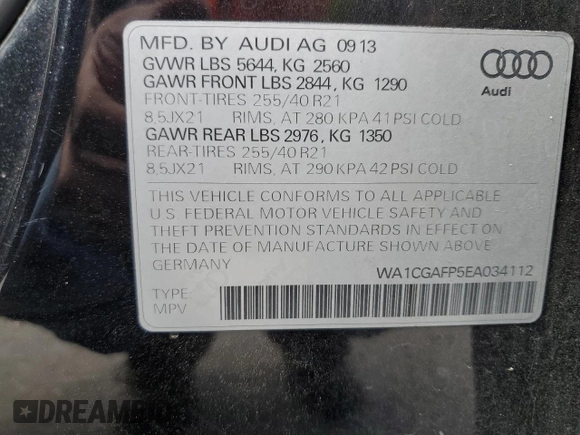 MFD. BY AUDI AG 09 13
GVWR LBS 5644, KG 2560
GAWR FRONT LBS 2844, KG 1290
FRONT-TIRES 255/40 R21
8,5JX21 RIMS, AT 280 KPA 41 PSI COLD
GAWR REAR LBS 2976, KG 1350
REAR-TIRES 255/40 R21
8,5JX21 RIMS, AT 290 KPA 42 PSI COLD
Audi
THIS VEHICLE CONFORMS TO ALL APPLICABLE
U.S. FEDERAL MOTOR VEHICLE SAFETY AND
THEFT PREVENTION STANDARDS IN EFFECT ON
THE DATE OF MANUFACTURE SHOWN ABOVE.
GERMANY
WA1CGAFP5EA034112
TYPE:
MPV